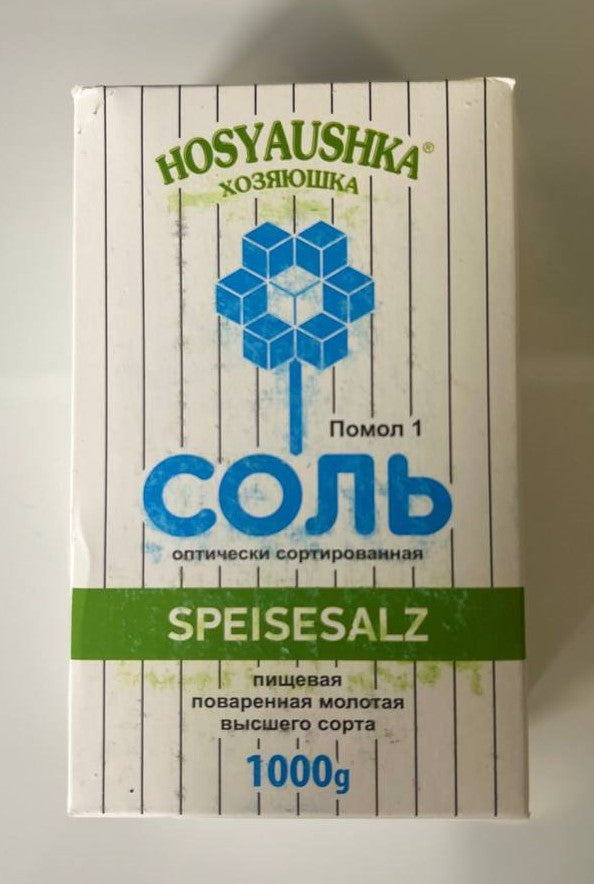 HOSYAUSHKA®
ХОЗЯЮШКА
Помол 1
СОЛЬ
оптически сортированная
SPEISESALZ
пищевая
поваренная молотая
высшего сорта
1000g